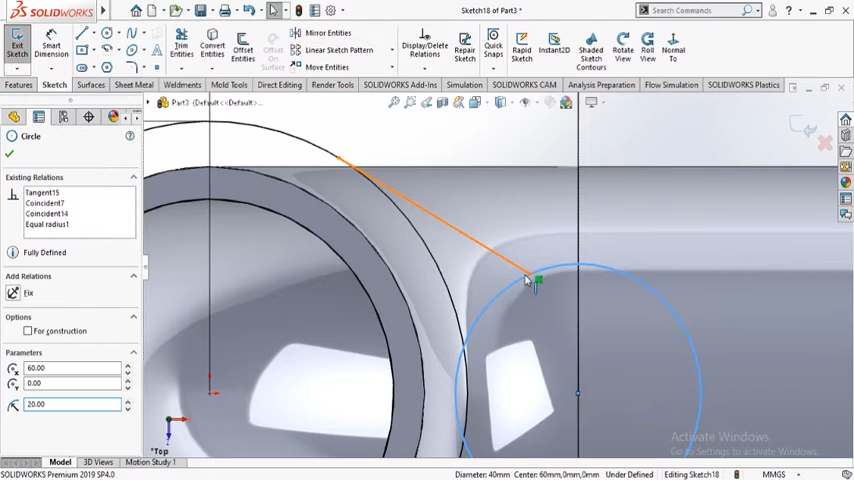 SOLIDWORKS
Sketch18 of Part3 *
Search Commands
Exit Sketch
Smart Dimension
Trim Entities
Convert Entities
Offset Entities
Offset On Surface
Mirror Entities
Linear Sketch Pattern
Move Entities
Display/Delete Relations
Repair Sketch
Quick Snaps
Rapid Sketch
Instant2D
Shaded Sketch Contours
Rotate View
Roll View
Normal To
Features Sketch Surfaces Sheet Metal Weldments Mold Tools Direct Editing Render Tools SOLIDWORKS Add-Ins Simulation SOLIDWORKS CAM Analysis Preparation Flow Simulation SOLIDWORKS Plastics
Part3 (Default<<Default>...
Circle
Existing Relations
Tangent15
Coincident7
Coincident14
Equal radius1
Fully Defined
Add Relations
Fix
Options
For construction
Parameters
60.00
0.00
20.00
*Top
Activate Windows
Go to Settings to activate Windows.
Model 3D Views Motion Study 1
SOLIDWORKS Premium 2019 SP4.0
Diameter: 40mm Center: 60mm,0mm,0mm Under Defined Editing Sketch18 MMGS